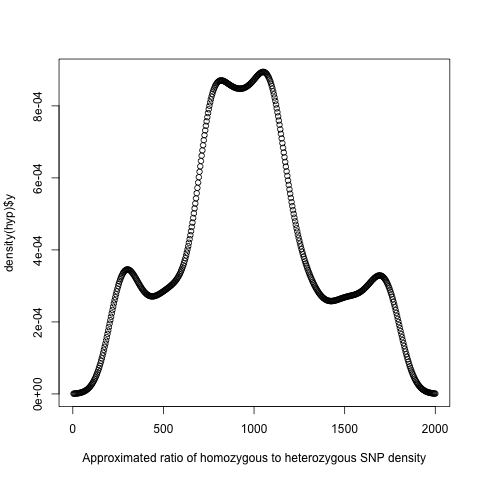 density(hyp)$y
8e-04
6e-04
4e-04
2e-04
0e+00
0 500 1000 1500 2000
Approximated ratio of homozygous to heterozygous SNP density